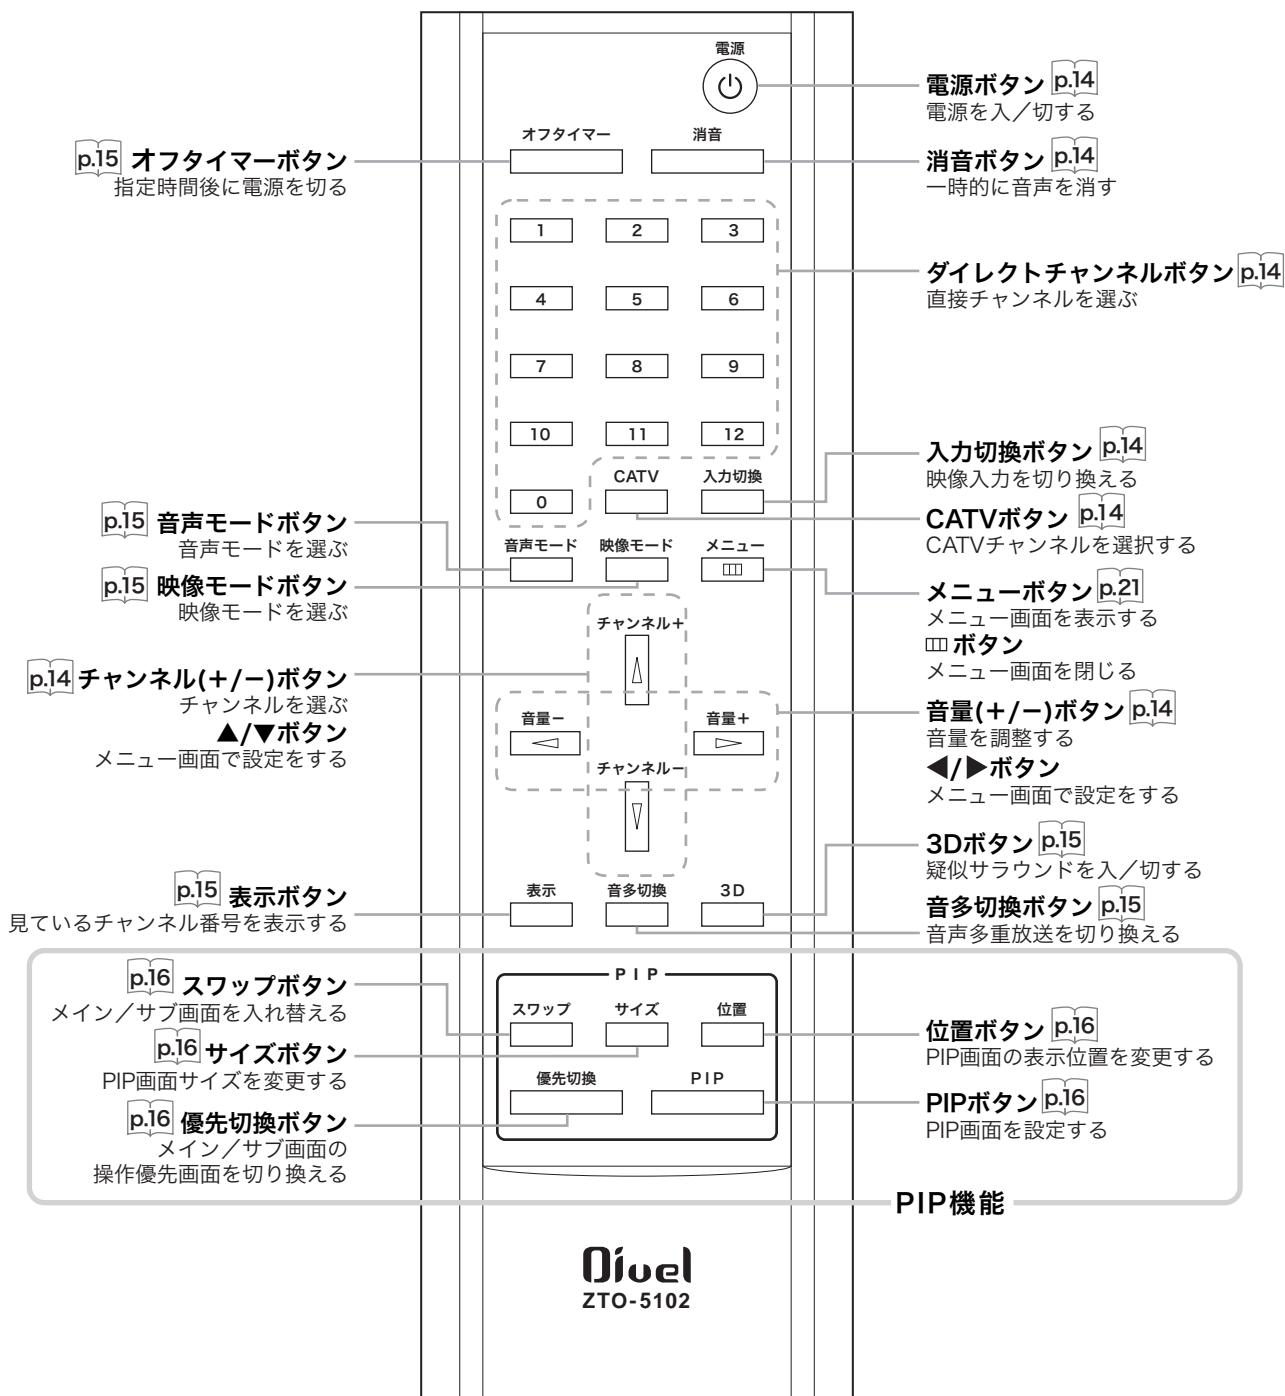 電源
電源ボタン p.14
電源を入／切する
オフタイマー
消音
p.15 オフタイマーボタン
指定時間後に電源を切る
消音ボタン p.14
一時的に音声を消す
1 2 3
ダイレクトチャンネルボタン p.14
直接チャンネルを選ぶ
4 5 6
7 8 9
10 11 12
入力切換ボタン p.14
映像入力を切り換える
CATV 入力切換
0
p.15 音声モードボタン
音声モードを選ぶ
CATVボタン p.14
CATVチャンネルを選択する
音声モード 映像モード メニュー
p.15 映像モードボタン
映像モードを選ぶ
メニューボタン p.21
メニュー画面を表示する
ボタン
メニュー画面を閉じる
チャンネル＋
p.14 チャンネル(＋/－)ボタン
チャンネルを選ぶ
▲/▼ボタン
メニュー画面で設定をする
音量－ 音量＋
音量(＋/－)ボタン p.14
音量を調整する
◀/▶ボタン
メニュー画面で設定をする
チャンネル－
3Dボタン p.15
疑似サラウンドを入／切する
p.15 表示ボタン
見ているチャンネル番号を表示する
表示 音多切換 3D
音多切換ボタン p.15
音声多重放送を切り換える
PIP
p.16 スワップボタン
メイン／サブ画面を入れ替える
スワップ サイズ 位置
位置ボタン p.16
PIP画面の表示位置を変更する
p.16 サイズボタン
PIP画面サイズを変更する
優先切換 PIP
PIPボタン p.16
PIP画面を設定する
p.16 優先切換ボタン
メイン／サブ画面の
操作優先画面を切り換える
PIP機能
Divel
ZTO-5102